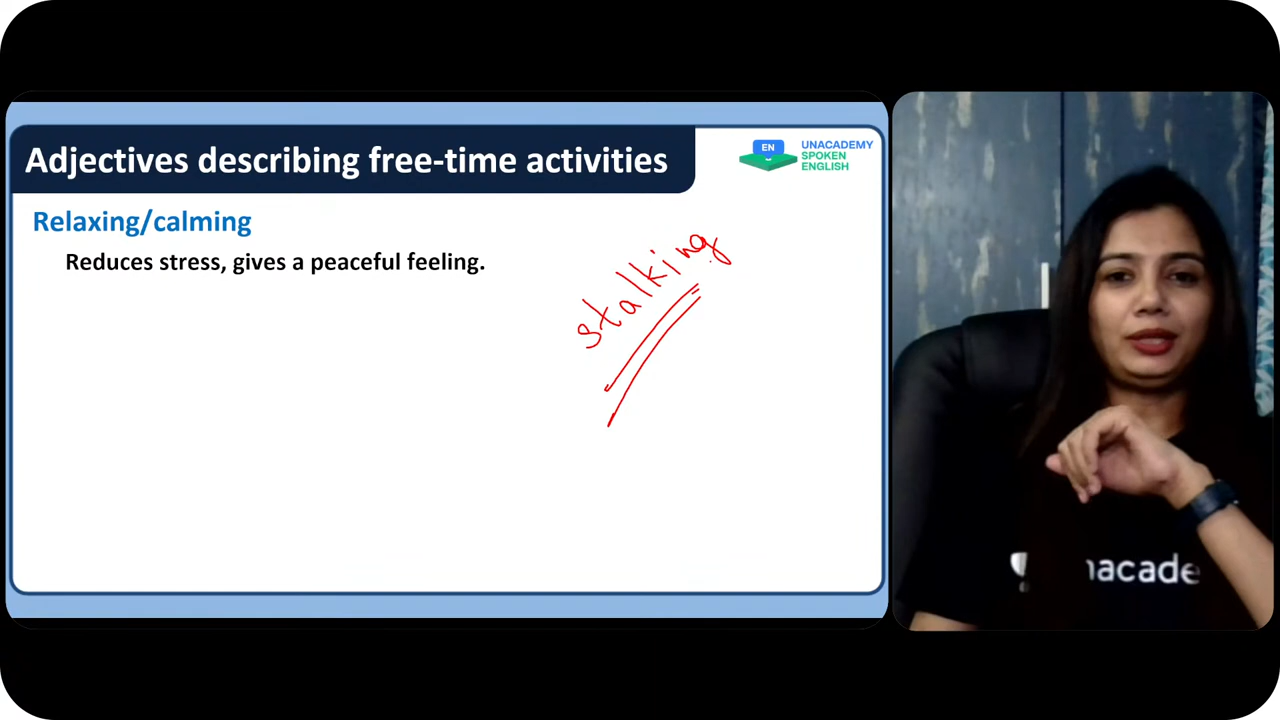 Adjectives describing free-time activities
EN
UNACADEMY
SPOKEN
ENGLISH
Relaxing/calming
Reduces stress, gives a peaceful feeling.
stalking
nacade